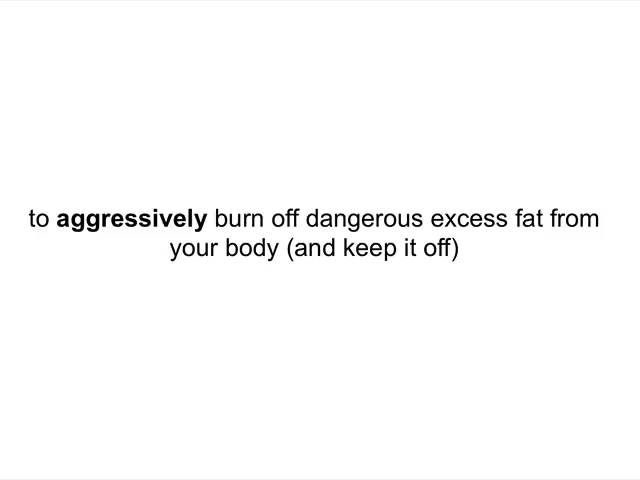 to aggressively burn off dangerous excess fat from
your body (and keep it off)